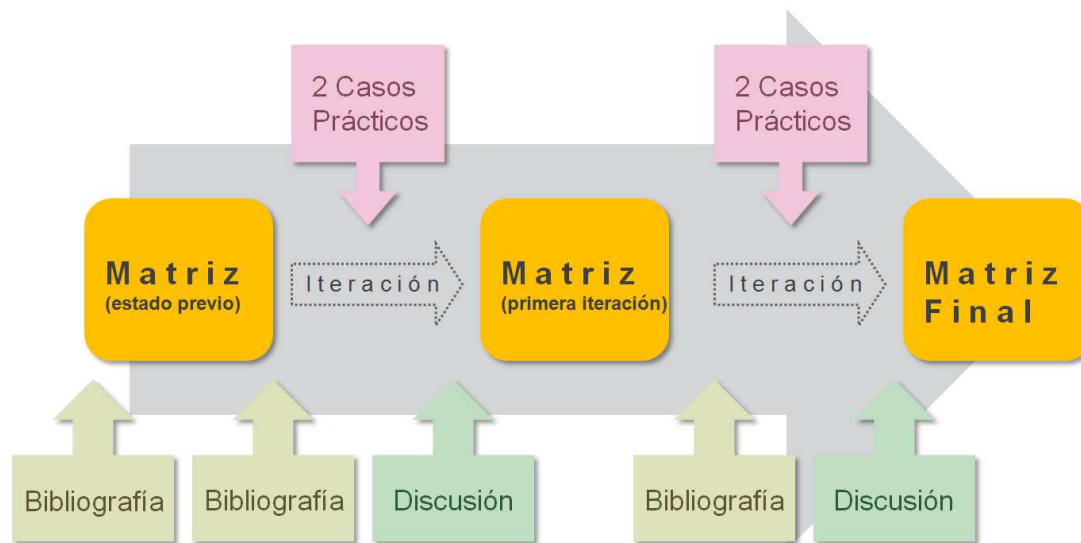 2 Casos
Prácticos
2 Casos
Prácticos
Matriz
(estado previo)
Iteración
Matriz
(primera iteración)
Iteración
Matriz
Final
Bibliografía
Bibliografía
Discusión
Bibliografía
Discusión